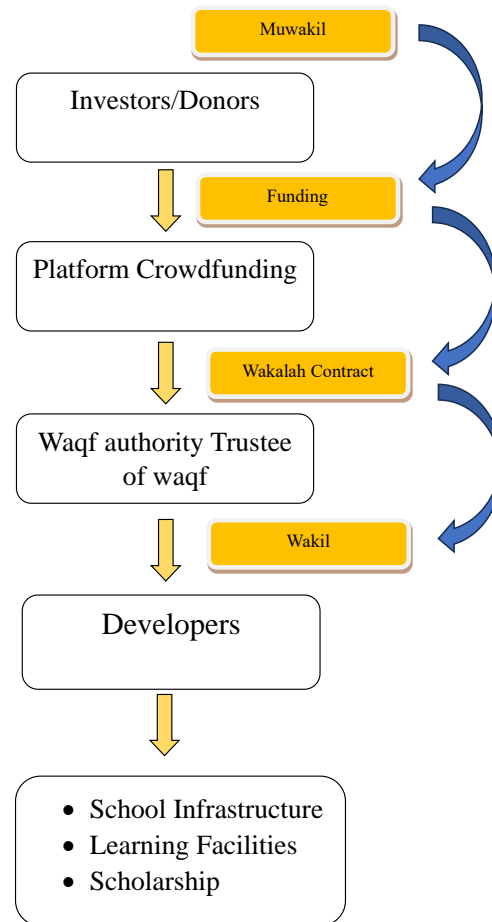 Muwakil
Investors/Donors
Funding
Platform Crowdfunding
Wakalah Contract
Waqf authority Trustee
of waqf
Wakil
Developers
• School Infrastructure
• Learning Facilities
• Scholarship